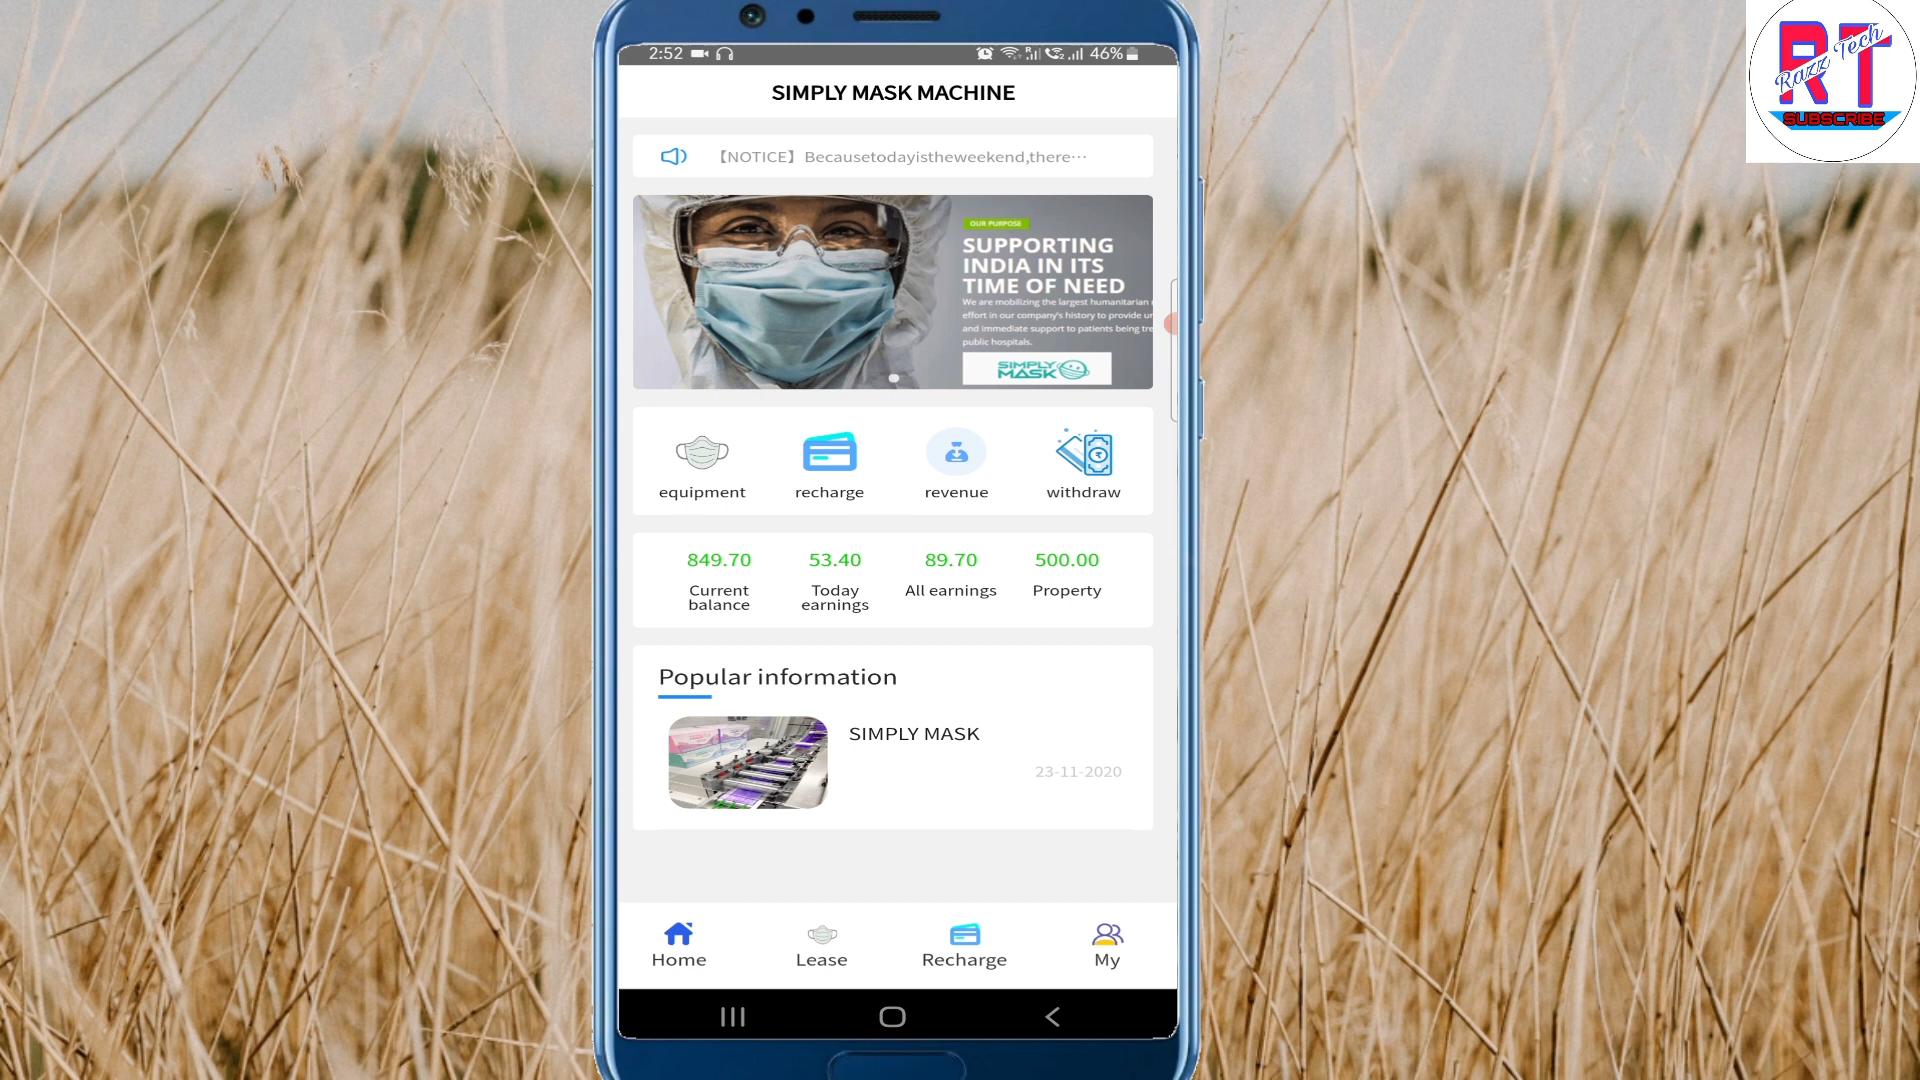 2:52
46%
SIMPLY MASK MACHINE
【NOTICE】Becausetodayistheweekend,there···
OUR PURPOSE
SUPPORTING
INDIA IN ITS
TIME OF NEED
We are mobilizing the largest humanitarian
effort in our company's history to provide ur
and immediate support to patients being tre
public hospitals.
SIMPLY
MASK
equipment
recharge
revenue
withdraw
849.70
53.40
89.70
500.00
Current
balance
Today
earnings
All earnings
Property
Popular information
SIMPLY MASK
23-11-2020
Home
Lease
Recharge
My
RT
Razz Tech
SUBSCRIBE